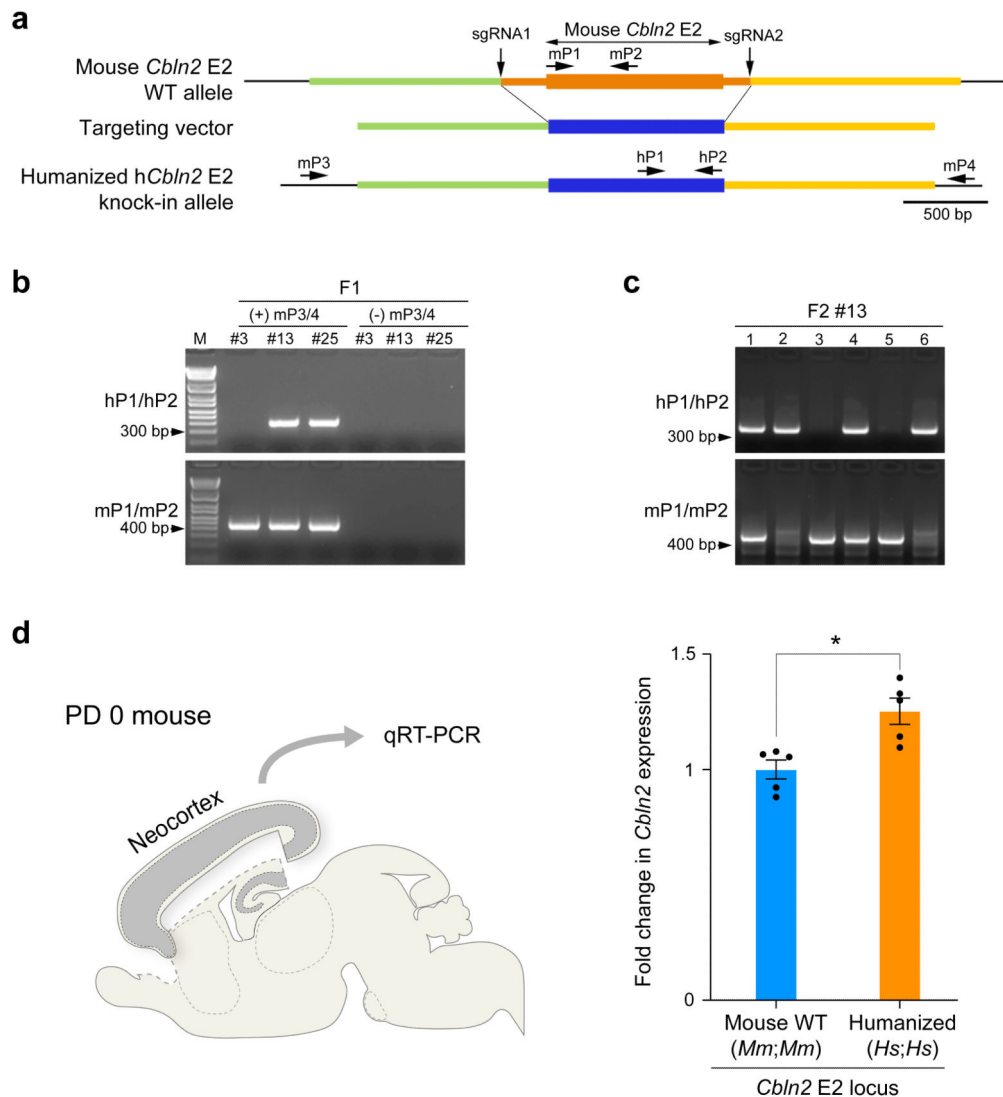 a
sgRNA1
Mouse Cbln2 E2
sgRNA2
mP1
mP2
Mouse Cbln2 E2
WT allele
Targeting vector
mP3
hP1
hP2
mP4
Humanized hCbln2 E2
knock-in allele
500 bp
b
F1
(+) mP3/4
(-) mP3/4
M
#3
#13
#25
#3
#13
#25
hP1/hP2
300 bp
mP1/mP2
400 bp
c
F2 #13
1
2
3
4
5
6
hP1/hP2
300 bp
mP1/mP2
400 bp
d
PD 0 mouse
qRT-PCR
Neocortex
Fold change in Cbln2 expression
1.5
1
0
*
Mouse WT
(Mm;Mm)
Humanized
(Hs;Hs)
Cbln2 E2 locus